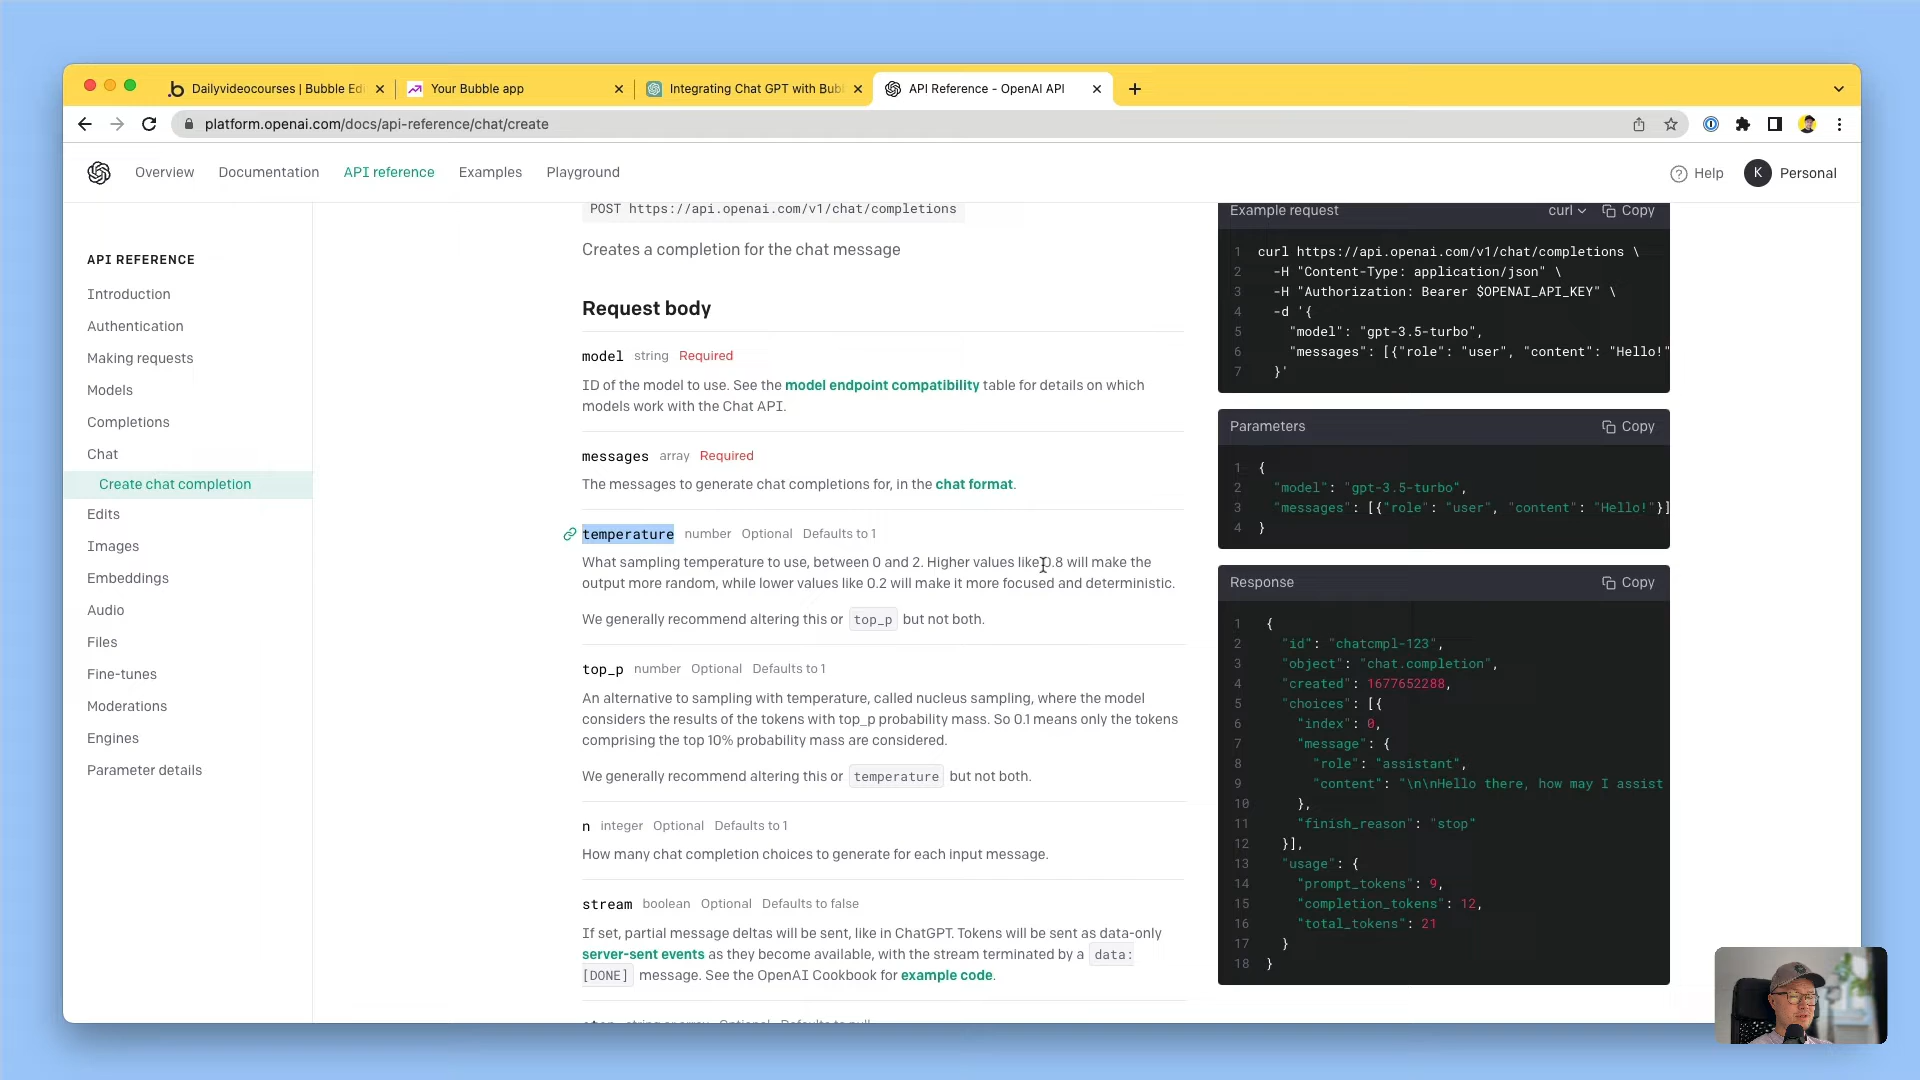 Dailyvideocourses | Bubble Ed
Your Bubble app
Integrating Chat GPT with Bub
API Reference - OpenAI API
platform.openai.com/docs/api-reference/chat/create
Overview
Documentation
API reference
Examples
Playground
Help
K
Personal
API REFERENCE
Introduction
Authentication
Making requests
Models
Completions
Chat
Create chat completion
Edits
Images
Embeddings
Audio
Files
Fine-tunes
Moderations
Engines
Parameter details
POST https://api.openai.com/v1/chat/completions
Creates a completion for the chat message
Request body
model string Required
ID of the model to use. See the model endpoint compatibility table for details on which
models work with the Chat API.
messages array Required
The messages to generate chat completions for, in the chat format.
temperature number Optional Defaults to 1
What sampling temperature to use, between 0 and 2. Higher values like 0.8 will make the
output more random, while lower values like 0.2 will make it more focused and deterministic.
We generally recommend altering this or top_p but not both.
top_p number Optional Defaults to 1
An alternative to sampling with temperature, called nucleus sampling, where the model
considers the results of the tokens with top_p probability mass. So 0.1 means only the tokens
comprising the top 10% probability mass are considered.
We generally recommend altering this or temperature but not both.
n integer Optional Defaults to 1
How many chat completion choices to generate for each input message.
stream boolean Optional Defaults to false
If set, partial message deltas will be sent, like in ChatGPT. Tokens will be sent as data-only
server-sent events as they become available, with the stream terminated by a data:
[DONE] message. See the OpenAI Cookbook for example code.
Example request
curl
Copy
1 curl https://api.openai.com/v1/chat/completions \
2 -H "Content-Type: application/json" \
3 -H "Authorization: Bearer $OPENAI_API_KEY" \
4 -d '{
5 "model": "gpt-3.5-turbo",
6 "messages": [{"role": "user", "content": "Hello!"
7 }'
Parameters
Copy
1 {
2 "model": "gpt-3.5-turbo",
3 "messages": [{"role": "user", "content": "Hello!"}]
4 }
Response
Copy
1 {
2 "id": "chatcmpl-123",
3 "object": "chat.completion",
4 "created": 1677652288,
5 "choices": [{
6 "index": 0,
7 "message": {
8 "role": "assistant",
9 "content": "\n\nHello there, how may I assist
10 },
11 "finish_reason": "stop"
12 }],
13 "usage": {
14 "prompt_tokens": 9,
15 "completion_tokens": 12,
16 "total_tokens": 21
17 }
18 }